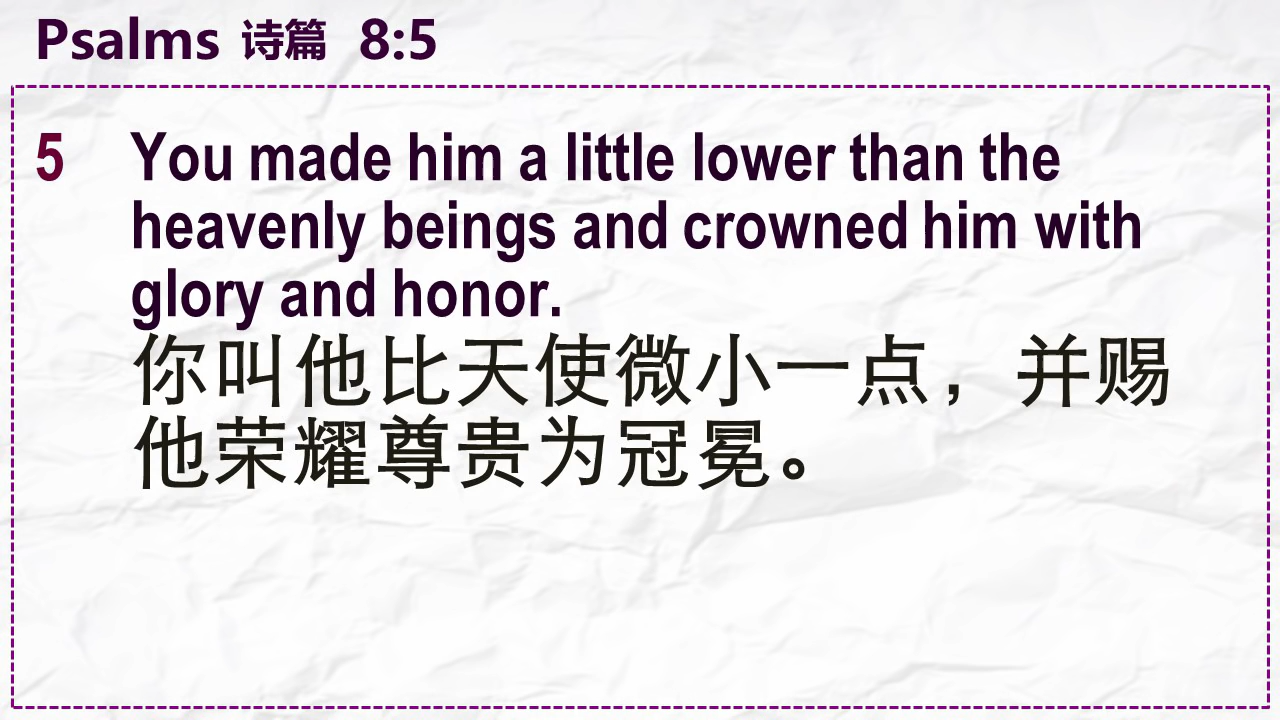 Psalms 诗篇 8:5
5 You made him a little lower than the
heavenly beings and crowned him with
glory and honor.
你叫他比天使微小一点，并赐
他荣耀尊贵为冠冕。